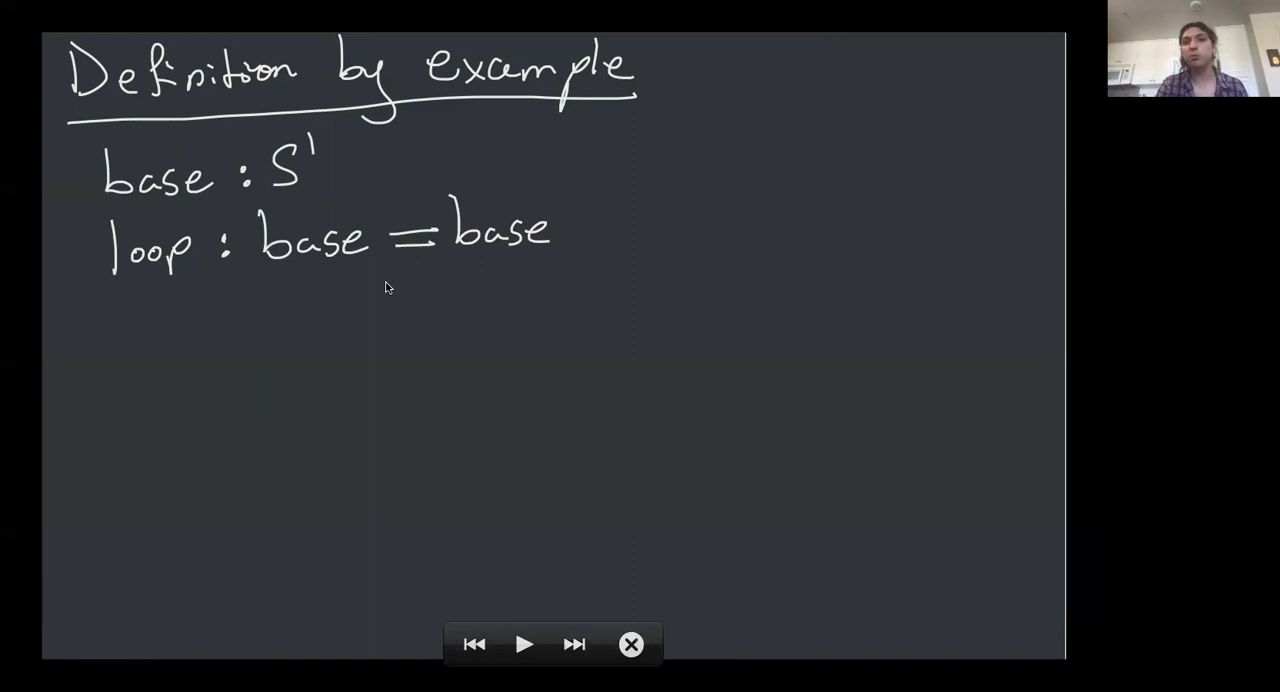 Definition by example
base : S¹
loop : base = base